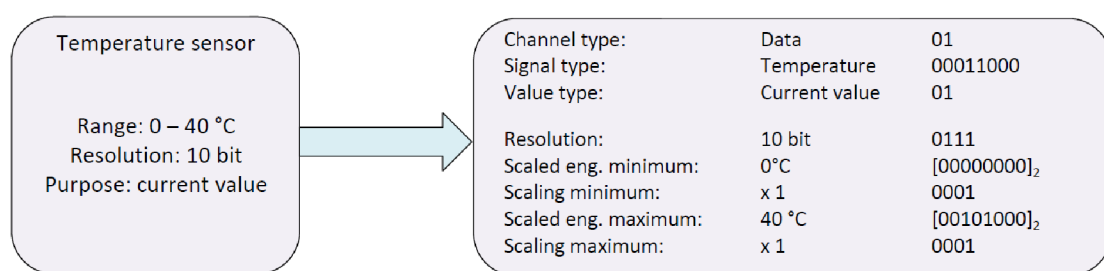 Temperature sensor
Range: 0 – 40 °C
Resolution: 10 bit
Purpose: current value
Channel type: Data 01
Signal type: Temperature 00011000
Value type: Current value 01
Resolution: 10 bit 0111
Scaled eng. minimum: 0°C [00000000]₂
Scaling minimum: x 1 0001
Scaled eng. maximum: 40 °C [00101000]₂
Scaling maximum: x 1 0001